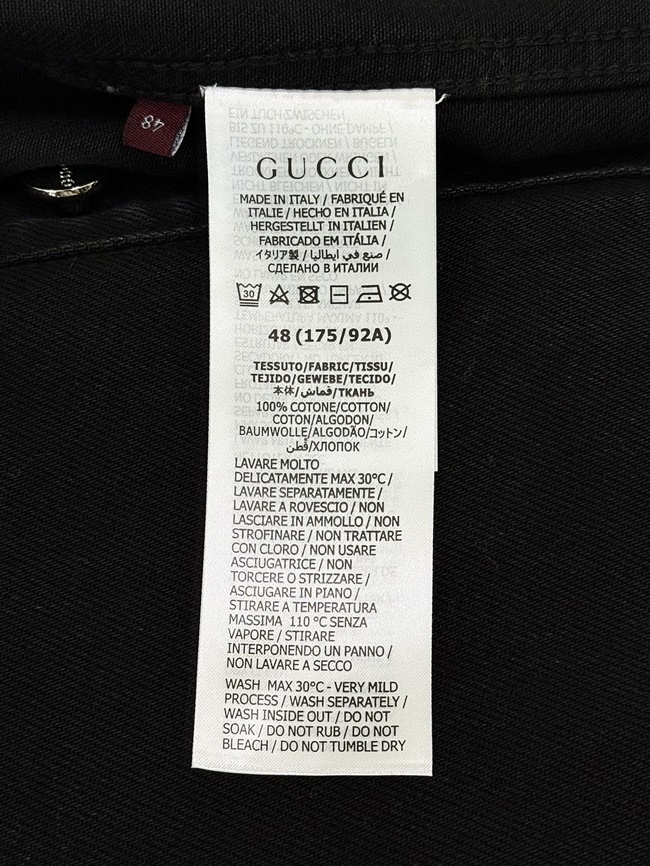 48
GUCCI
MADE IN ITALY / FABRIQUÉ EN
ITALIE / HECHO EN ITALIA /
HERGESTELLT IN ITALIEN /
FABRICADO EM ITÁLIA /
イタリア製 / صنع في ايطاليا /
СДЕЛАНО В ИТАЛИИ
30
48 (175/92A)
TESSUTO/FABRIC/TISSU/
TEJIDO/GEWEBE/TECIDO/
本体/قماش/ТКАНЬ
100% COTONE/COTTON/
COTON/ALGODON/
BAUMWOLLE/ALGODÃO/コットン/
قطن/ХЛОПОК
LAVARE MOLTO
DELICATAMENTE MAX 30°C /
LAVARE SEPARATAMENTE /
LAVARE A ROVESCIO / NON
LASCIARE IN AMMOLLO / NON
STROFINARE / NON TRATTARE
CON CLORO / NON USARE
ASCIUGATRICE / NON
TORCERE O STRIZZARE /
ASCIUGARE IN PIANO /
STIRARE A TEMPERATURA
MASSIMA 110 °C SENZA
VAPORE / STIRARE
INTERPONENDO UN PANNO /
NON LAVARE A SECCO
WASH MAX 30°C - VERY MILD
PROCESS / WASH SEPARATELY /
WASH INSIDE OUT / DO NOT
SOAK / DO NOT RUB / DO NOT
BLEACH / DO NOT TUMBLE DRY